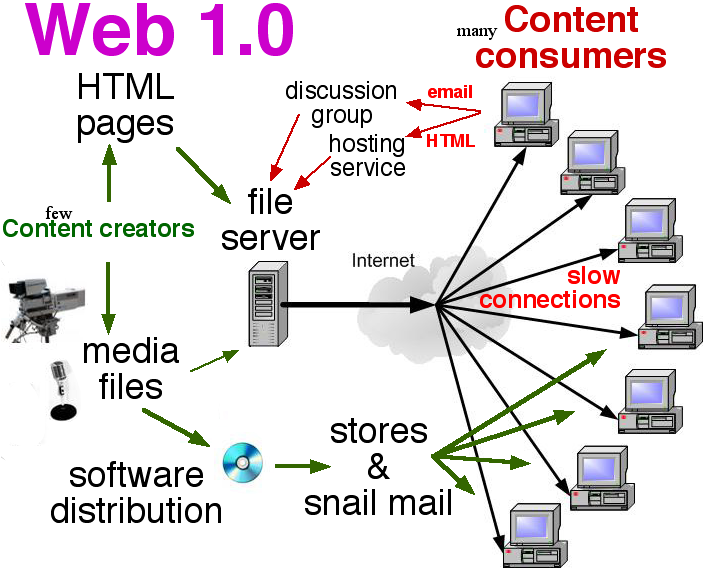 Web 1.0
many Content
consumers
HTML
pages
discussion
group
email
hosting
service
HTML
few
Content creators
file
server
Internet
slow
connections
media
files
stores
&
snail mail
software
distribution